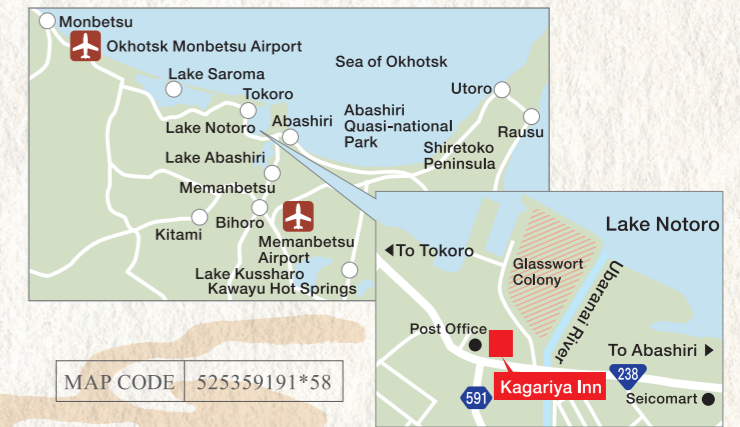 Monbetsu
Okhotsk Monbetsu Airport
Sea of Okhotsk
Lake Saroma
Utoro
Tokoro
Abashiri
Abashiri
Quasi-national
Park
Rausu
Lake Notoro
Shiretoko
Peninsula
Lake Abashiri
Memanbetsu
Bihoro
Kitami
Memanbetsu
Airport
Lake Kussharo
Kawayu Hot Springs
Lake Notoro
◀To Tokoro
Glasswort
Colony
Ubaranai River
Post Office
To Abashiri ▶
238
Kagariya Inn
591
Seicomart
MAP CODE 525359191*58